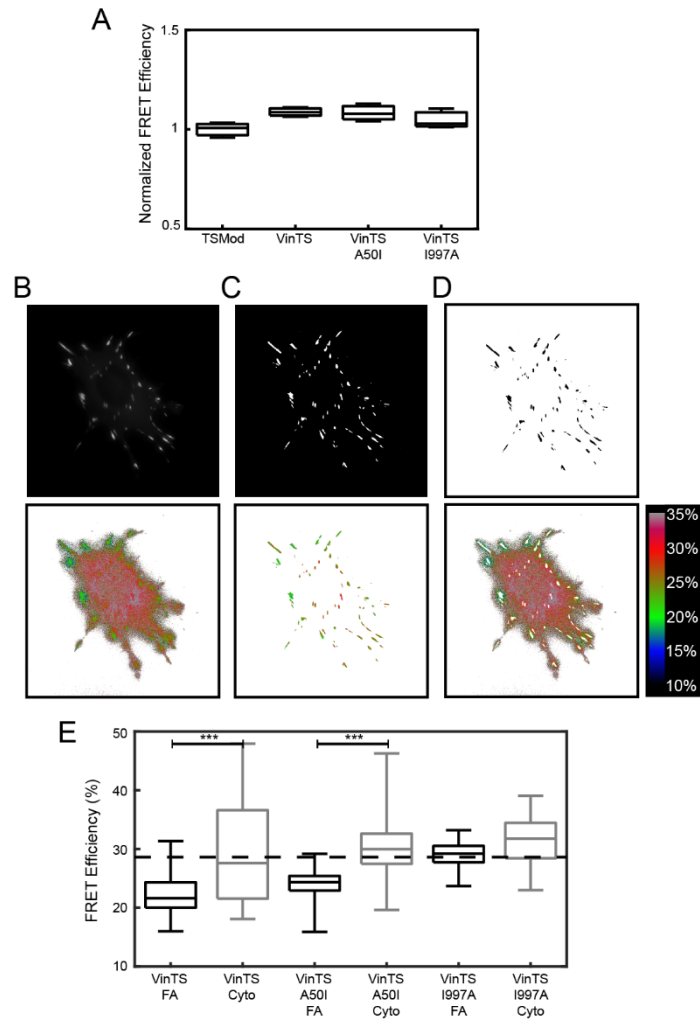 A
Normalized FRET Efficiency
1.5
1
0.5
TSMod
VinTS
VinTS
A50I
VinTS
I997A
B
C
D
35%
30%
25%
20%
15%
10%
E
FRET Efficiency (%)
50
40
30
20
10
***
***
VinTS
FA
VinTS
Cyto
VinTS
A50I
FA
VinTS
A50I
Cyto
VinTS
I997A
FA
VinTS
I997A
Cyto